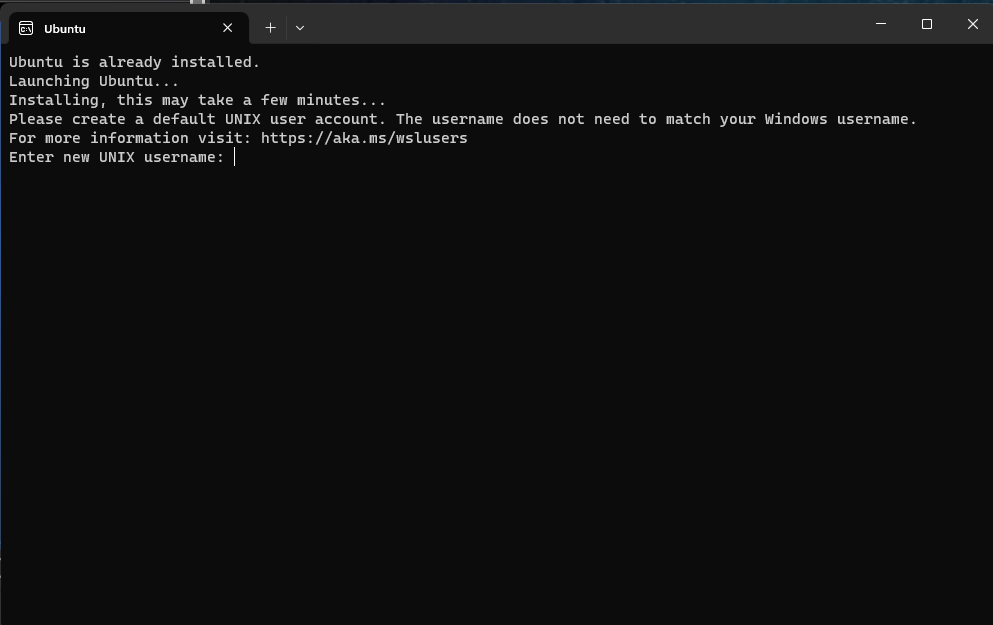 Ubuntu
Ubuntu is already installed.
Launching Ubuntu...
Installing, this may take a few minutes...
Please create a default UNIX user account. The username does not need to match your Windows username.
For more information visit: https://aka.ms/wslusers
Enter new UNIX username: